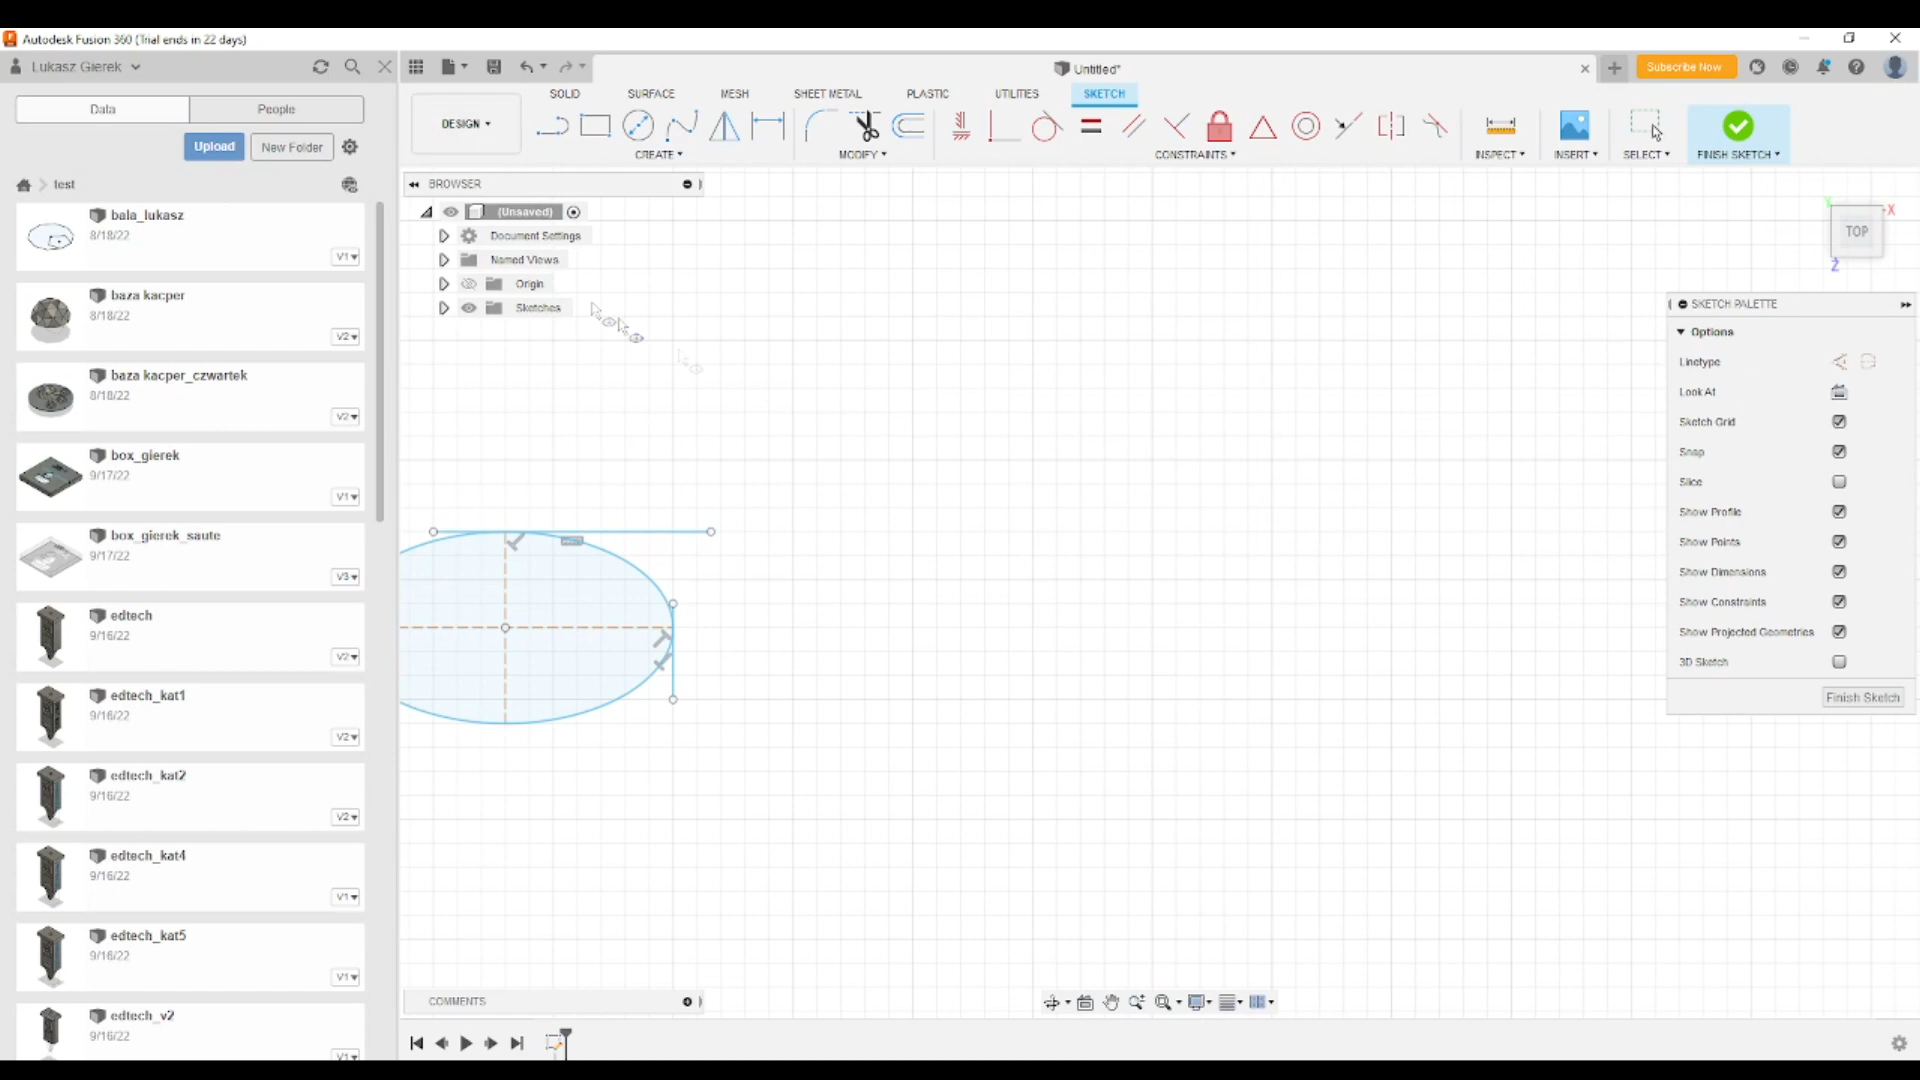 Autodesk Fusion 360 (Trial ends in 22 days)
Lukasz Gierek
Untitled*
Subscribe Now
Data
People
SOLID
SURFACE
MESH
SHEET METAL
PLASTIC
UTILITIES
SKETCH
DESIGN
Upload
New Folder
CREATE
MODIFY
CONSTRAINTS
INSPECT
INSERT
SELECT
FINISH SKETCH
test
BROWSER
bala_lukasz
8/18/22
V1
(Unsaved)
Document Settings
Named Views
Origin
Sketches
X
Y
TOP
Z
baza kacper
8/18/22
V2
SKETCH PALETTE
Options
Linetype
Look At
Sketch Grid
Snap
Slice
Show Profile
Show Points
Show Dimensions
Show Constraints
Show Projected Geometries
3D Sketch
Finish Sketch
baza kacper_czwartek
8/18/22
V2
box_gierek
9/17/22
V1
box_gierek_saute
9/17/22
V3
edtech
9/16/22
V2
edtech_kat1
9/16/22
V2
edtech_kat2
9/16/22
V2
edtech_kat4
9/16/22
V1
edtech_kat5
9/16/22
V1
edtech_v2
9/16/22
V1
COMMENTS